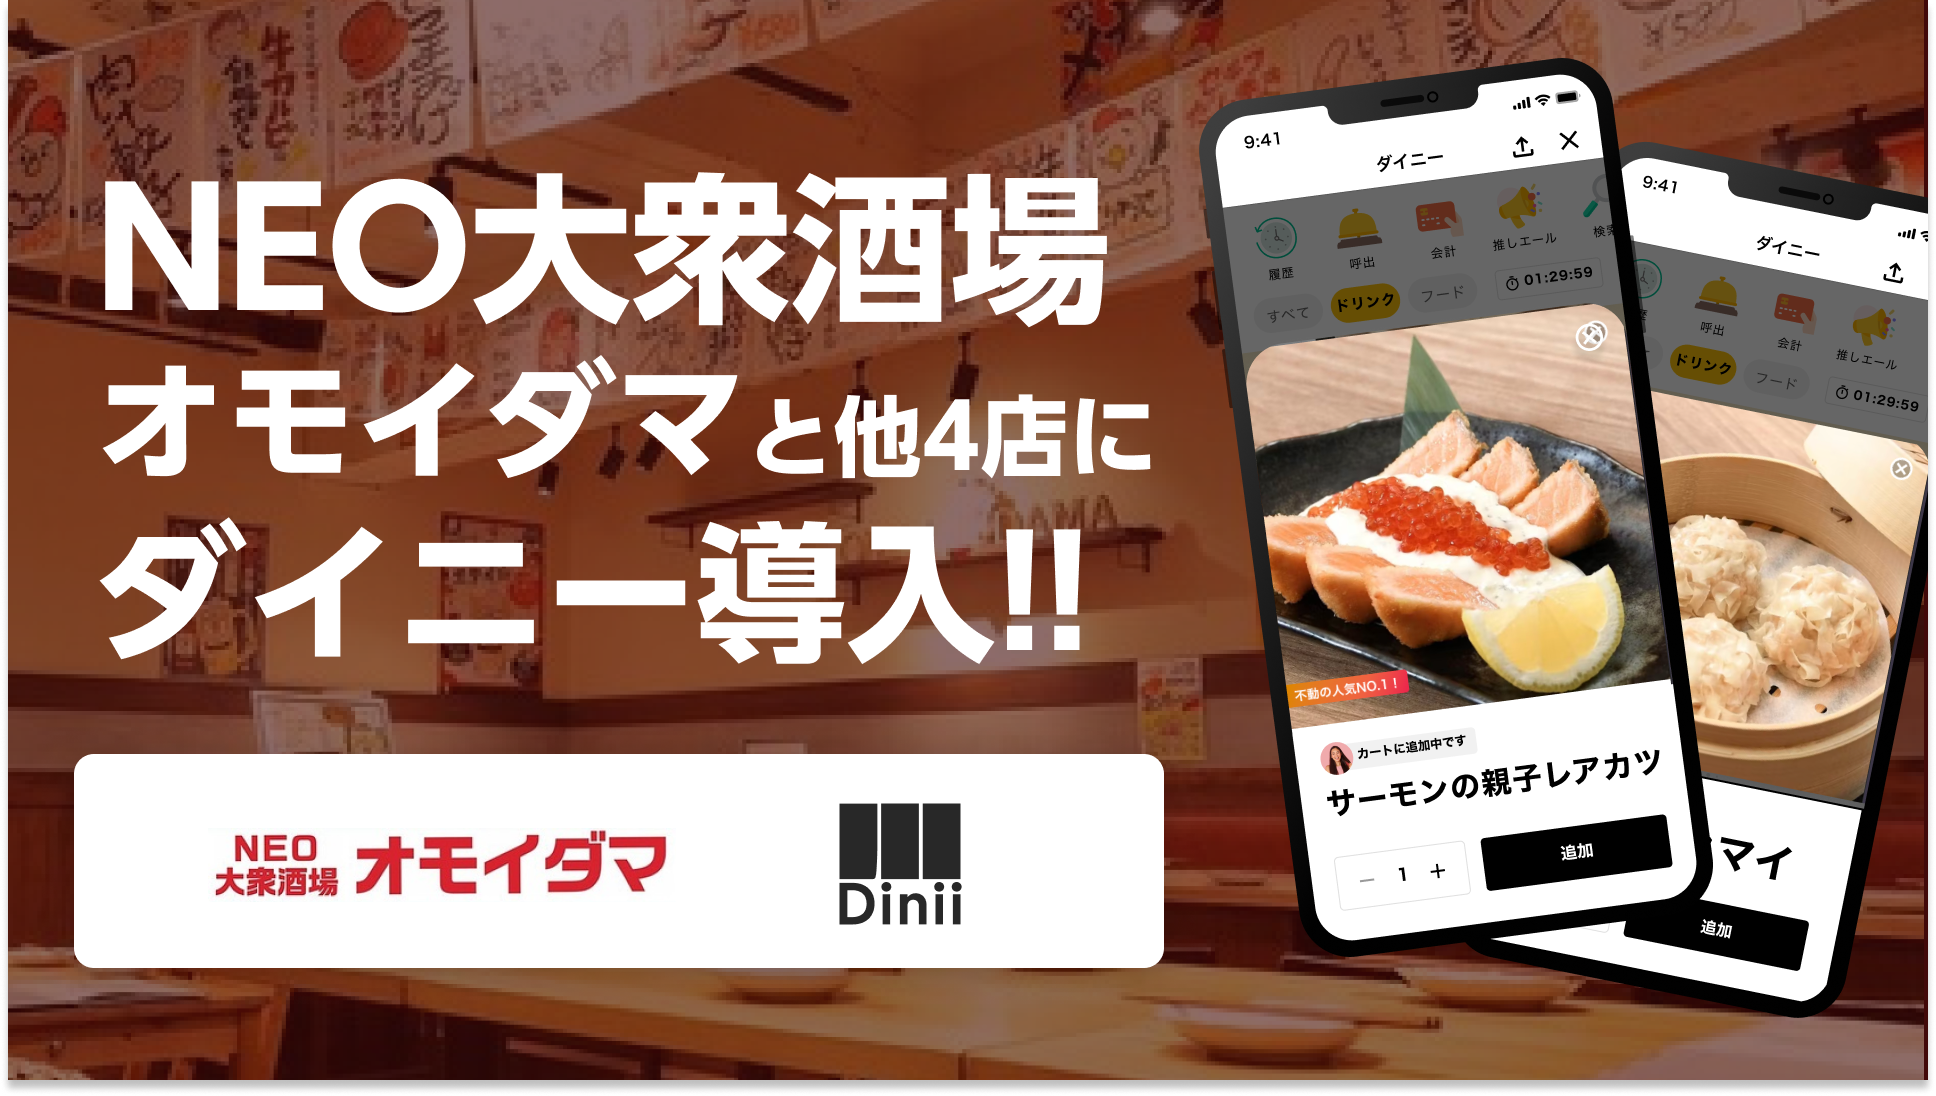 NEO大衆酒場
オモイダマと他4店に
ダイニー導入!!
NEO
大衆酒場
オモイダマ
Dinii
9:41
ダイニー
履歴
呼出
会計
推しエール
検索
すべて
ドリンク
フード
01:29:59
不動の人気NO.1!
カートに追加中です
サーモンの親子レアカツ
1
追加
9:41
ダイニー
呼出
会計
推しエール
ドリンク
フード
01:29:59
マイ
追加